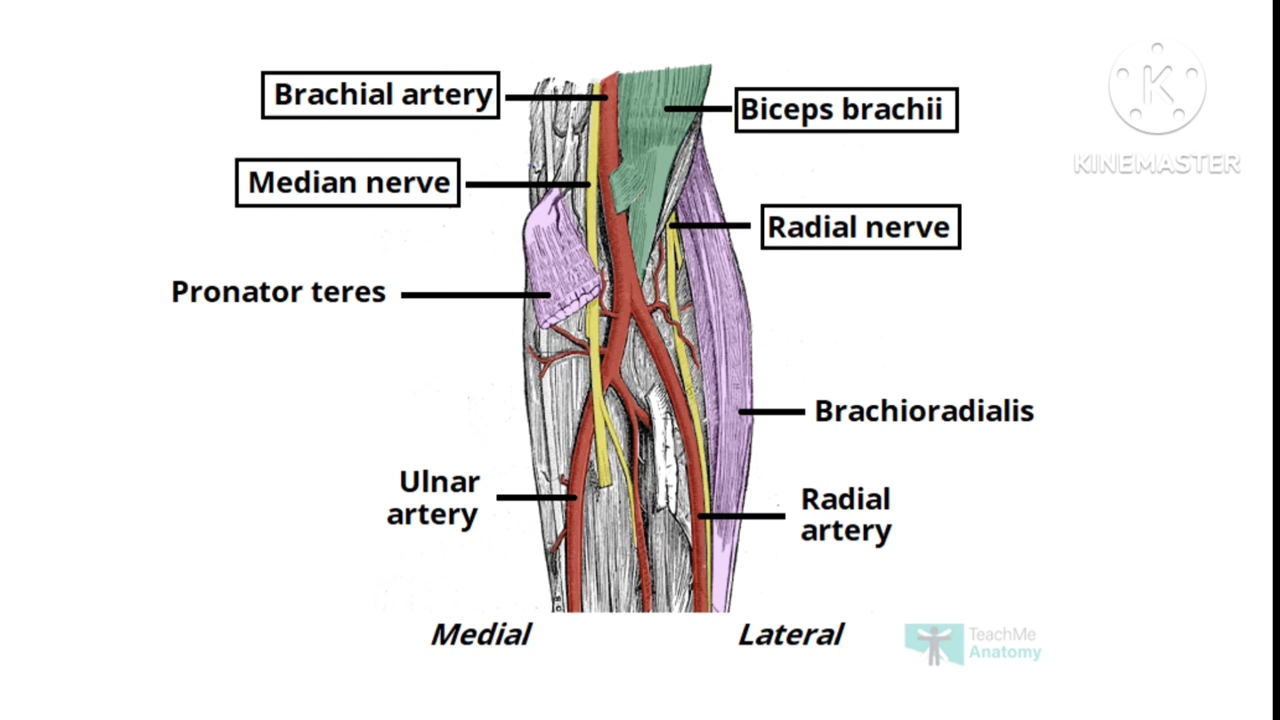 Brachial artery
Biceps brachii
K
KINEMASTER
Median nerve
Radial nerve
Pronator teres
Brachioradialis
Ulnar
artery
Radial
artery
Medial
Lateral
TeachMe
Anatomy